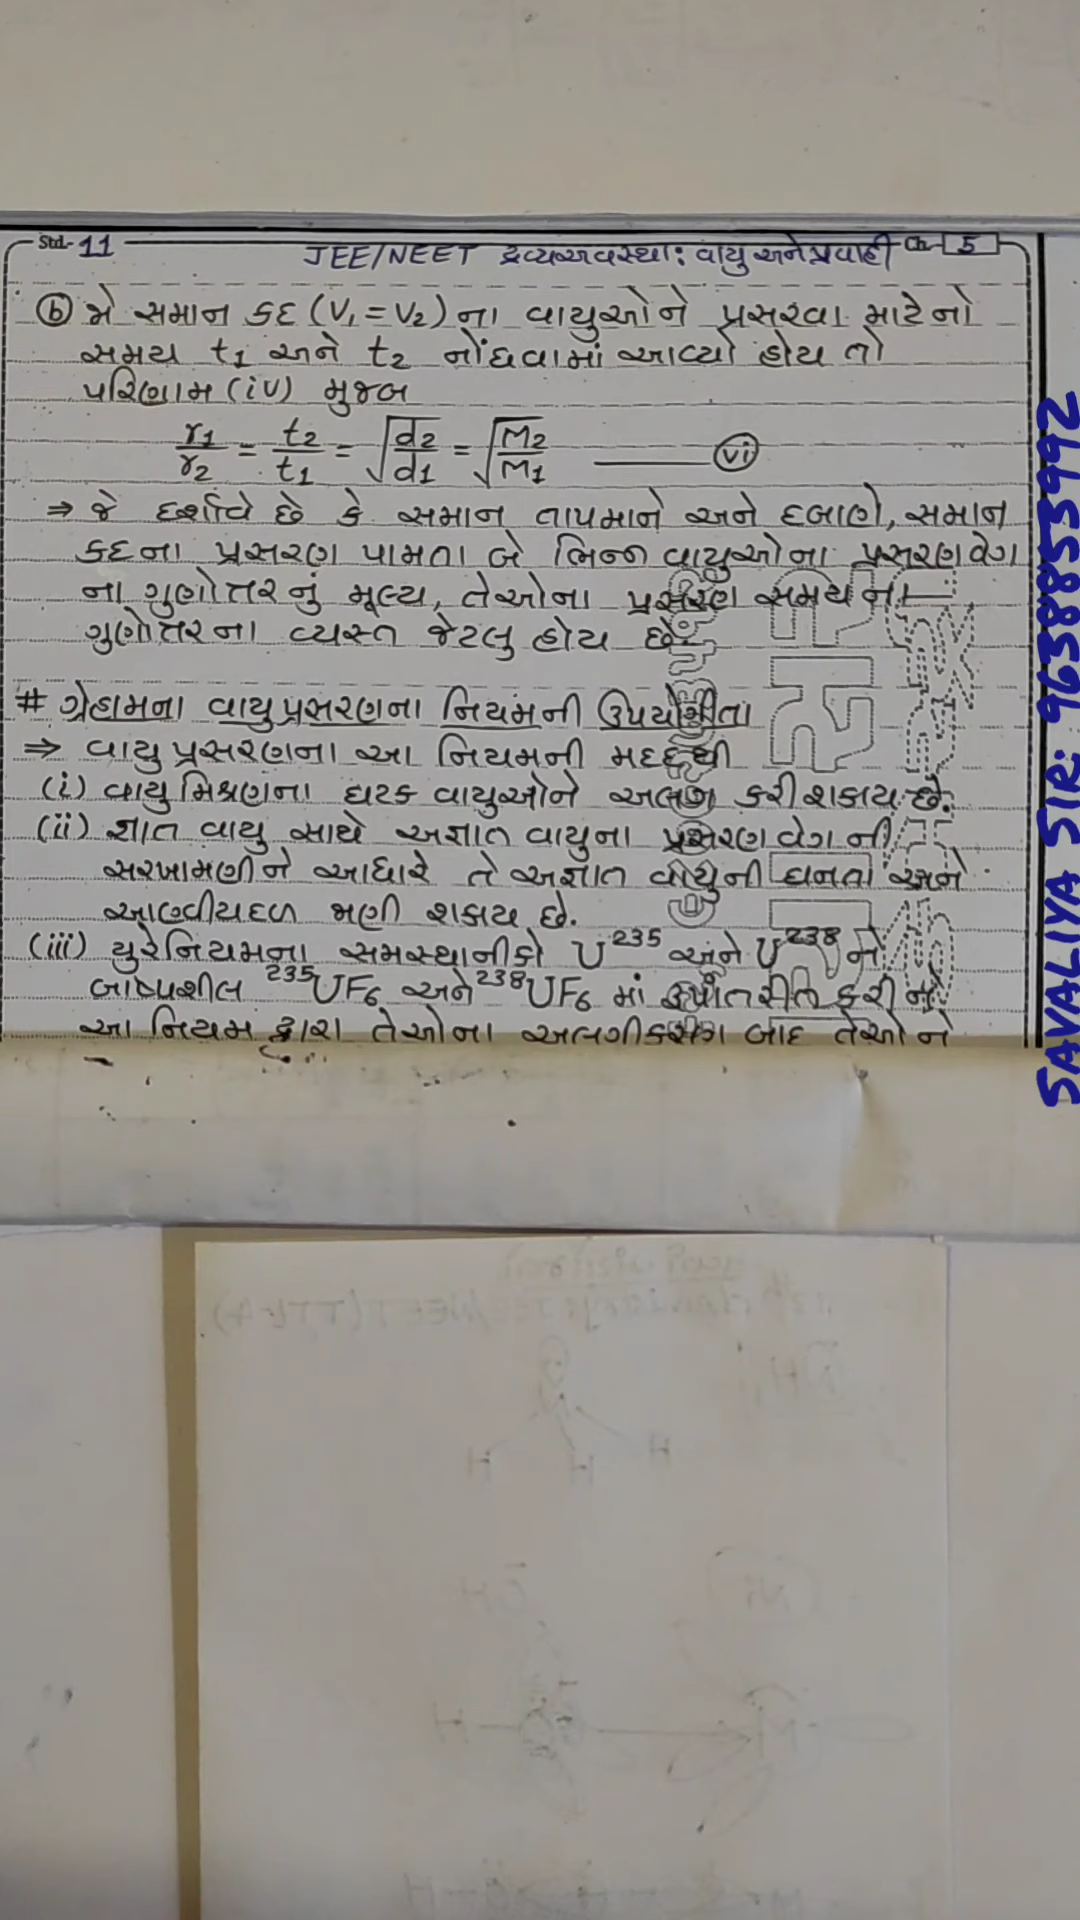 Std.- 11 JEE/NEET દ્રવ્યઅવસ્થા: વાયુ અને પ્રવાહી Ch 5
(b) જો સમાન કદ (V₁ = V₂) ના વાયુઓને પ્રસરવા માટેનો
સમય t₁ અને t₂ નોંધવામાં આવ્યો હોય તો
પરિણામ (iv) મુજબ
r₁/r₂ = t₂/t₁ = √(d₂/d₁) = √(M₂/M₁) ——— (vi)
⇒ જે દર્શાવે છે કે સમાન તાપમાને અને દબાણે, સમાન
કદના પ્રસરણ પામતા બે ભિન્ન વાયુઓના પ્રસરણવેગ
ના ગુણોત્તરનું મૂલ્ય, તેઓના પ્રસરણ સમયના
ગુણોત્તરના વ્યસ્ત જેટલુ હોય છે.
# ગ્રેહામના વાયુપ્રસરણના નિયમની ઉપયોગીતા
⇒ વાયુ પ્રસરણના આ નિયમની મદદથી
(i) વાયુમિશ્રણના ઘટક વાયુઓને અલગ કરી શકાય છે.
(ii) જ્ઞાત વાયુ સાથે અજ્ઞાત વાયુના પ્રસરણ વેગની
સરખામણીને આધારે તે અજ્ઞાત વાયુની ઘનતા અને
આણ્વીયદળ જાણી શકાય છે.
(iii) યુરેનિયમના સમસ્થાનીકો U²³⁵ અને U²³⁸ ને
બાષ્પશીલ ²³⁵UF₆ અને ²³⁸UF₆ માં રીત કરીને
આ નિયમ દ્વારા તેઓના અલગીકરણ બાદ તેઓને
SAVALIYA SIR: 9638853992